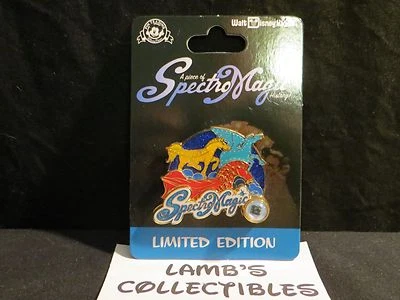 Walt Disney World
A piece of
SpectroMagic
History
SpectroMagic
LIMITED EDITION
LAMB'S
COLLECTIBLES